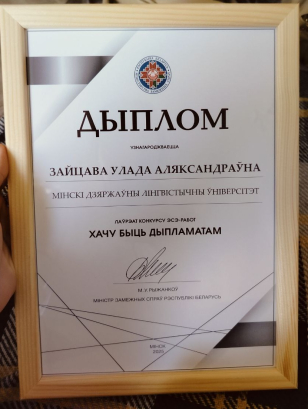 ДЫПЛОМ
УЗНАГАРОДЖВАЕЦЦА
ЗАЙЦАВА УЛАДА АЛЯКСАНДРАЎНА
МІНСКІ ДЗЯРЖАЎНЫ ЛІНГВІСТЫЧНЫ ЎНІВЕРСІТЭТ
ЛАЎРЭАТ КОНКУРСУ ЭСЭ-РАБОТ
ХАЧУ БЫЦЬ ДЫПЛАМАТАМ
М.У.РЫЖАНКОЎ
МІНІСТР ЗАМЕЖНЫХ СПРАЎ РЭСПУБЛІКІ БЕЛАРУСЬ
МІНСК
2025